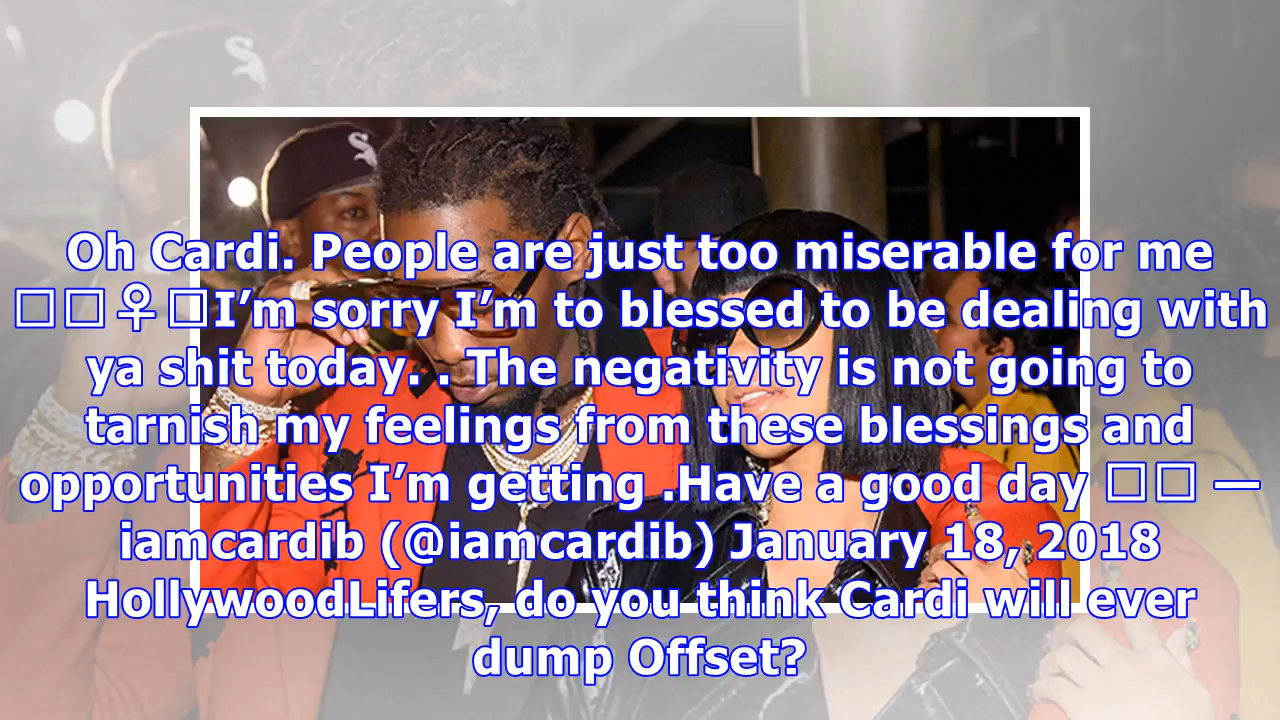 Oh Cardi. People are just too miserable for me
□□♀□I’m sorry I’m to blessed to be dealing with
ya shit today. . The negativity is not going to
tarnish my feelings from these blessings and
opportunities I’m getting .Have a good day □□ —
iamcardib (@iamcardib) January 18, 2018
HollywoodLifers, do you think Cardi will ever
dump Offset?